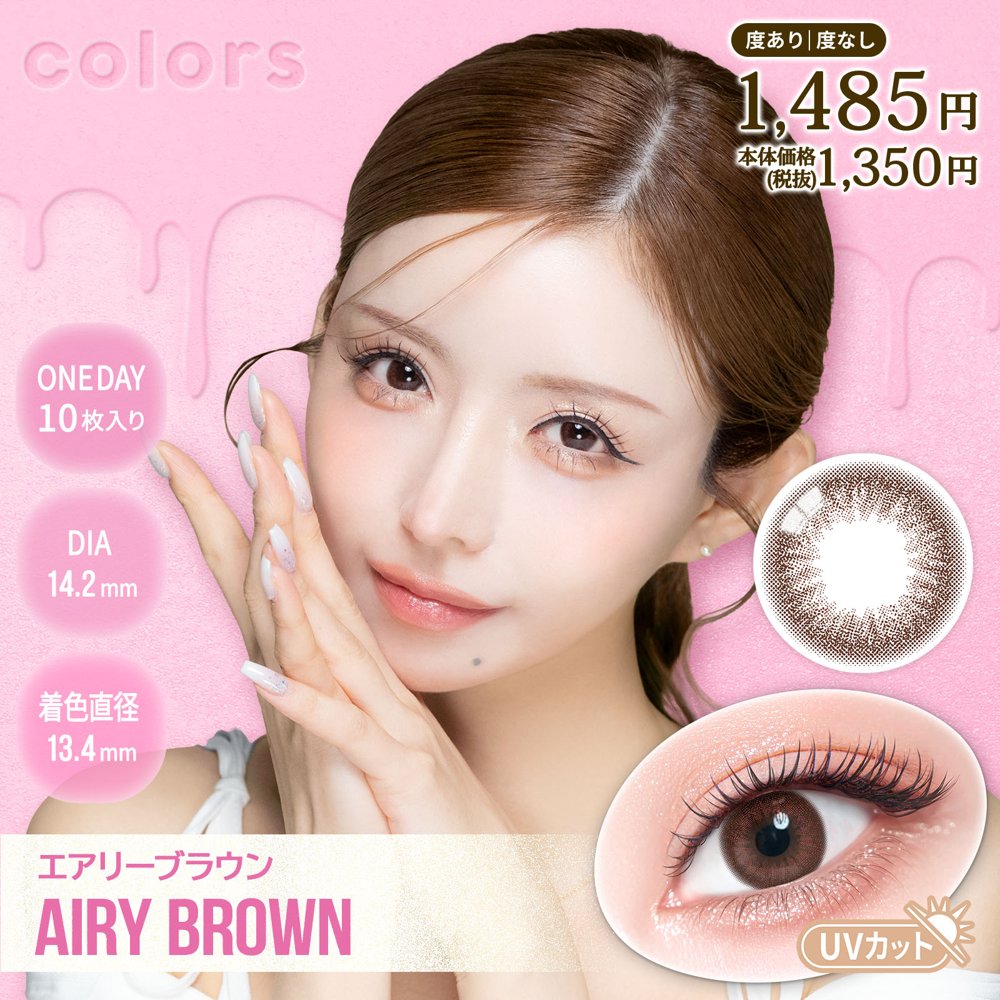 colors
度あり|度なし
1,485円
本体価格
(税抜)
1,350円
ONE DAY
10枚入り
DIA
14.2mm
着色直径
13.4mm
エアリーブラウン
AIRY BROWN
UVカット